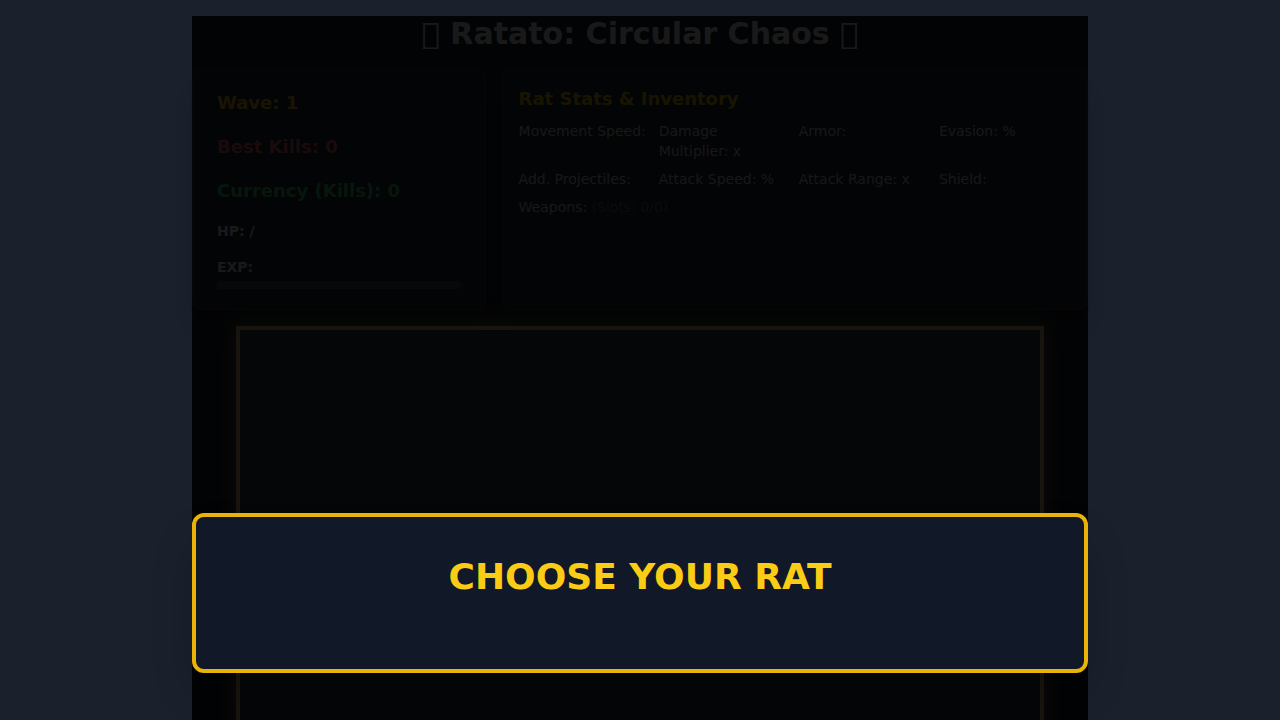 Ratato: Circular Chaos
Wave: 1
Best Kills: 0
Currency (Kills): 0
HP: /
EXP:
Rat Stats & Inventory
Movement Speed:
Damage
Multiplier: x
Armor:
Evasion: %
Add. Projectiles:
Attack Speed: %
Attack Range: x
Shield:
Weapons: (Slots: 0/0)
CHOOSE YOUR RAT